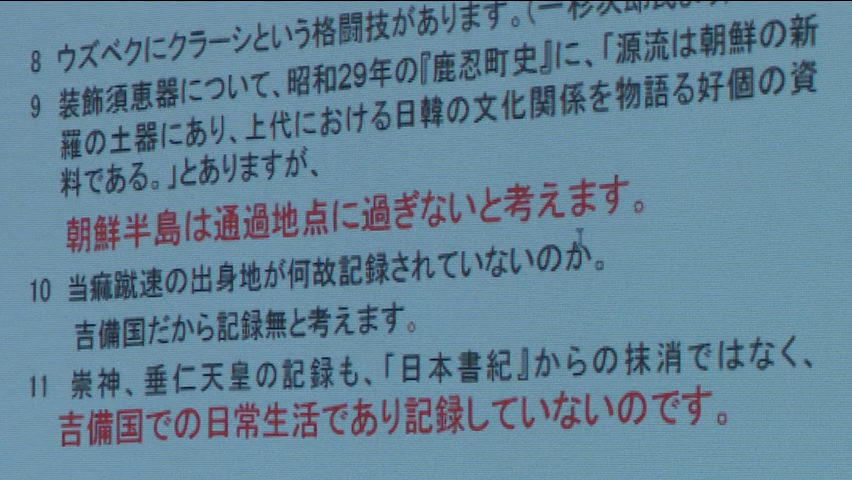 8 ウズベクにクラーシという格闘技があります。(一杉次郎氏
9 装飾須恵器について、昭和29年の『鹿忍町史』に、「源流は朝鮮の新
羅の土器にあり、上代における日韓の文化関係を物語る好個の資
料である。」とありますが、
朝鮮半島は通過地点に過ぎないと考えます。
10 当痲蹴速の出身地が何故記録されていないのか。
吉備国だから記録無と考えます。
11 崇神、垂仁天皇の記録も、「日本書紀』からの抹消ではなく、
吉備国での日常生活であり記録していないのです。